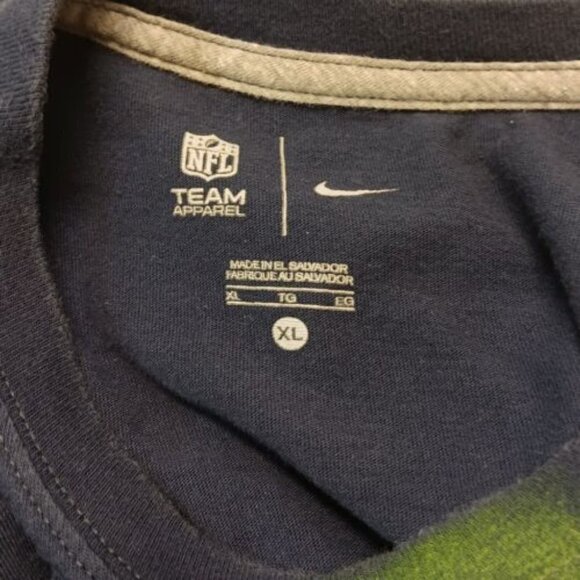 NFL
TEAM
APPAREL
MADE IN EL SALVADOR
FABRIQUE AU SALVADOR
XL TG EG
XL